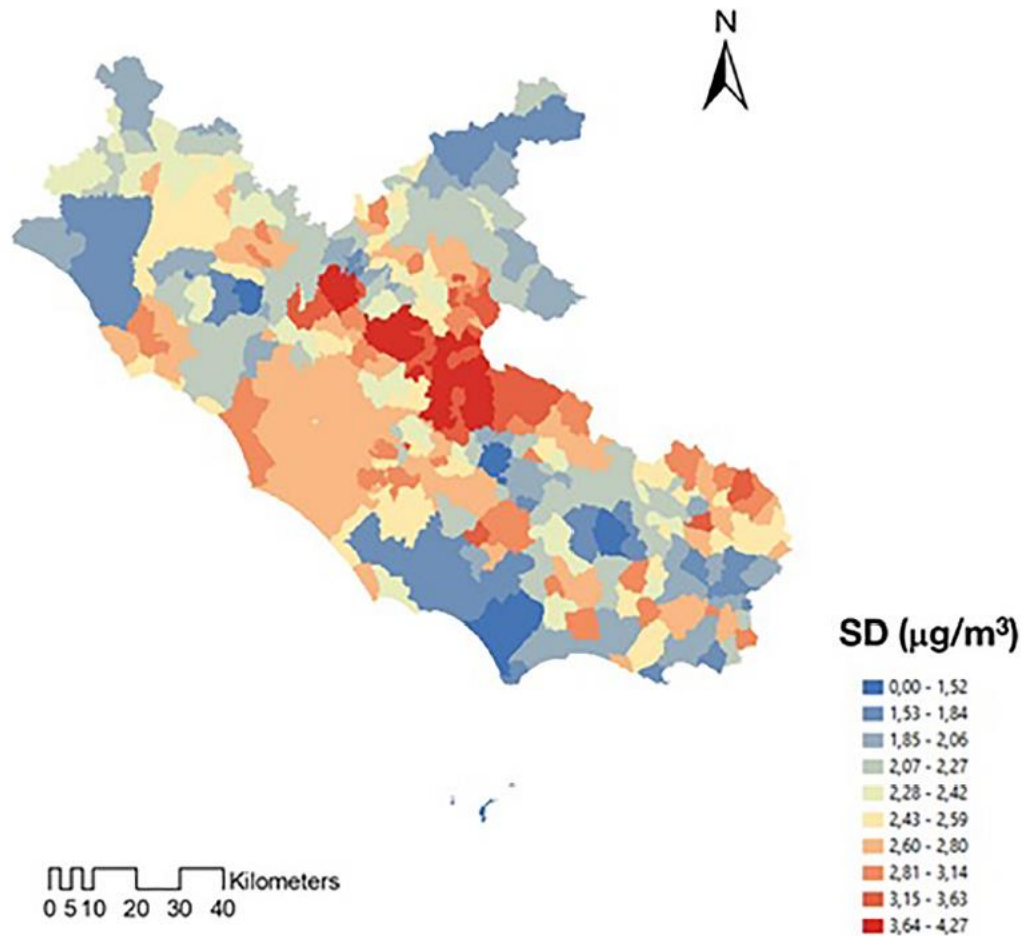 N
SD (μg/m³)
0,00 - 1,52
1,53 - 1,84
1,85 - 2,06
2,07 - 2,27
2,28 - 2,42
2,43 - 2,59
2,60 - 2,80
2,81 - 3,14
3,15 - 3,63
3,64 - 4,27
Kilometers
0 5 10 20 30 40